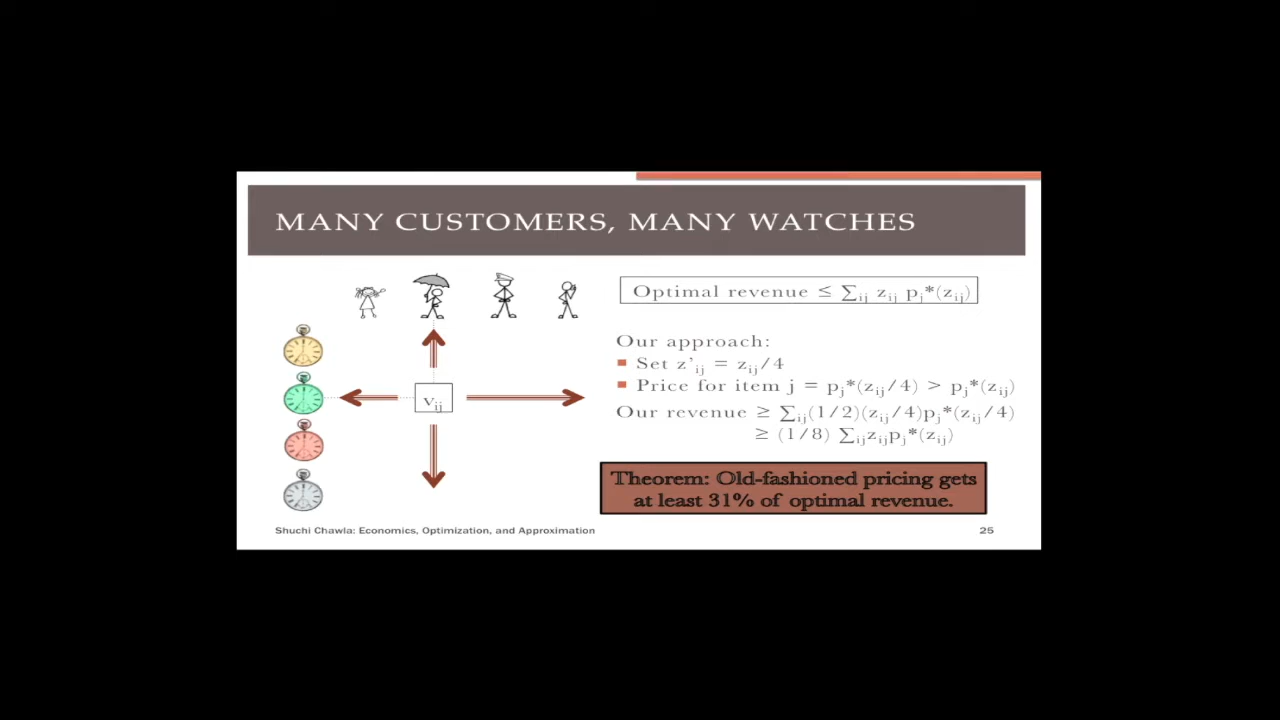 MANY CUSTOMERS, MANY WATCHES
Optimal revenue ≤ ∑ij zij pj*(zij)
Our approach:
Set z'ij = zij/4
Price for item j = pj*(zij/4) > pj*(zij)
Our revenue ≥ ∑ij(1/2)(zij/4)pj*(zij/4)
≥ (1/8) ∑ijzijpj*(zij)
vij
Theorem: Old-fashioned pricing gets
at least 31% of optimal revenue.
Shuchi Chawla: Economics, Optimization, and Approximation
25